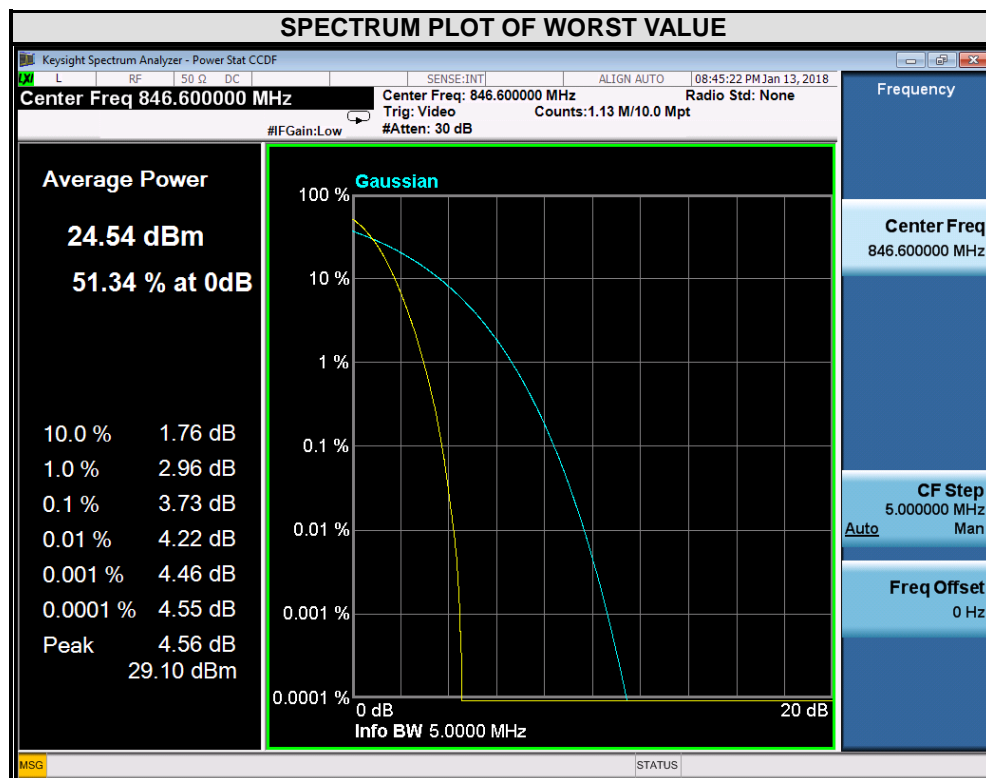 SPECTRUM PLOT OF WORST VALUE
Keysight Spectrum Analyzer - Power Stat CCDF
LXI L RF 50 Ω DC SENSE:INT ALIGN AUTO 08:45:22 PM Jan 13, 2018
Center Freq 846.600000 MHz
Center Freq: 846.600000 MHz Radio Std: None
Trig: Video Counts:1.13 M/10.0 Mpt
#IFGain:Low #Atten: 30 dB
Frequency
Average Power
24.54 dBm
51.34 % at 0dB
10.0 % 1.76 dB
1.0 % 2.96 dB
0.1 % 3.73 dB
0.01 % 4.22 dB
0.001 % 4.46 dB
0.0001 % 4.55 dB
Peak 4.56 dB
29.10 dBm
Gaussian
100 %
10 %
1 %
0.1 %
0.01 %
0.001 %
0.0001 %
0 dB 20 dB
Info BW 5.0000 MHz
Center Freq
846.600000 MHz
CF Step
5.000000 MHz
Auto Man
Freq Offset
0 Hz
MSG STATUS